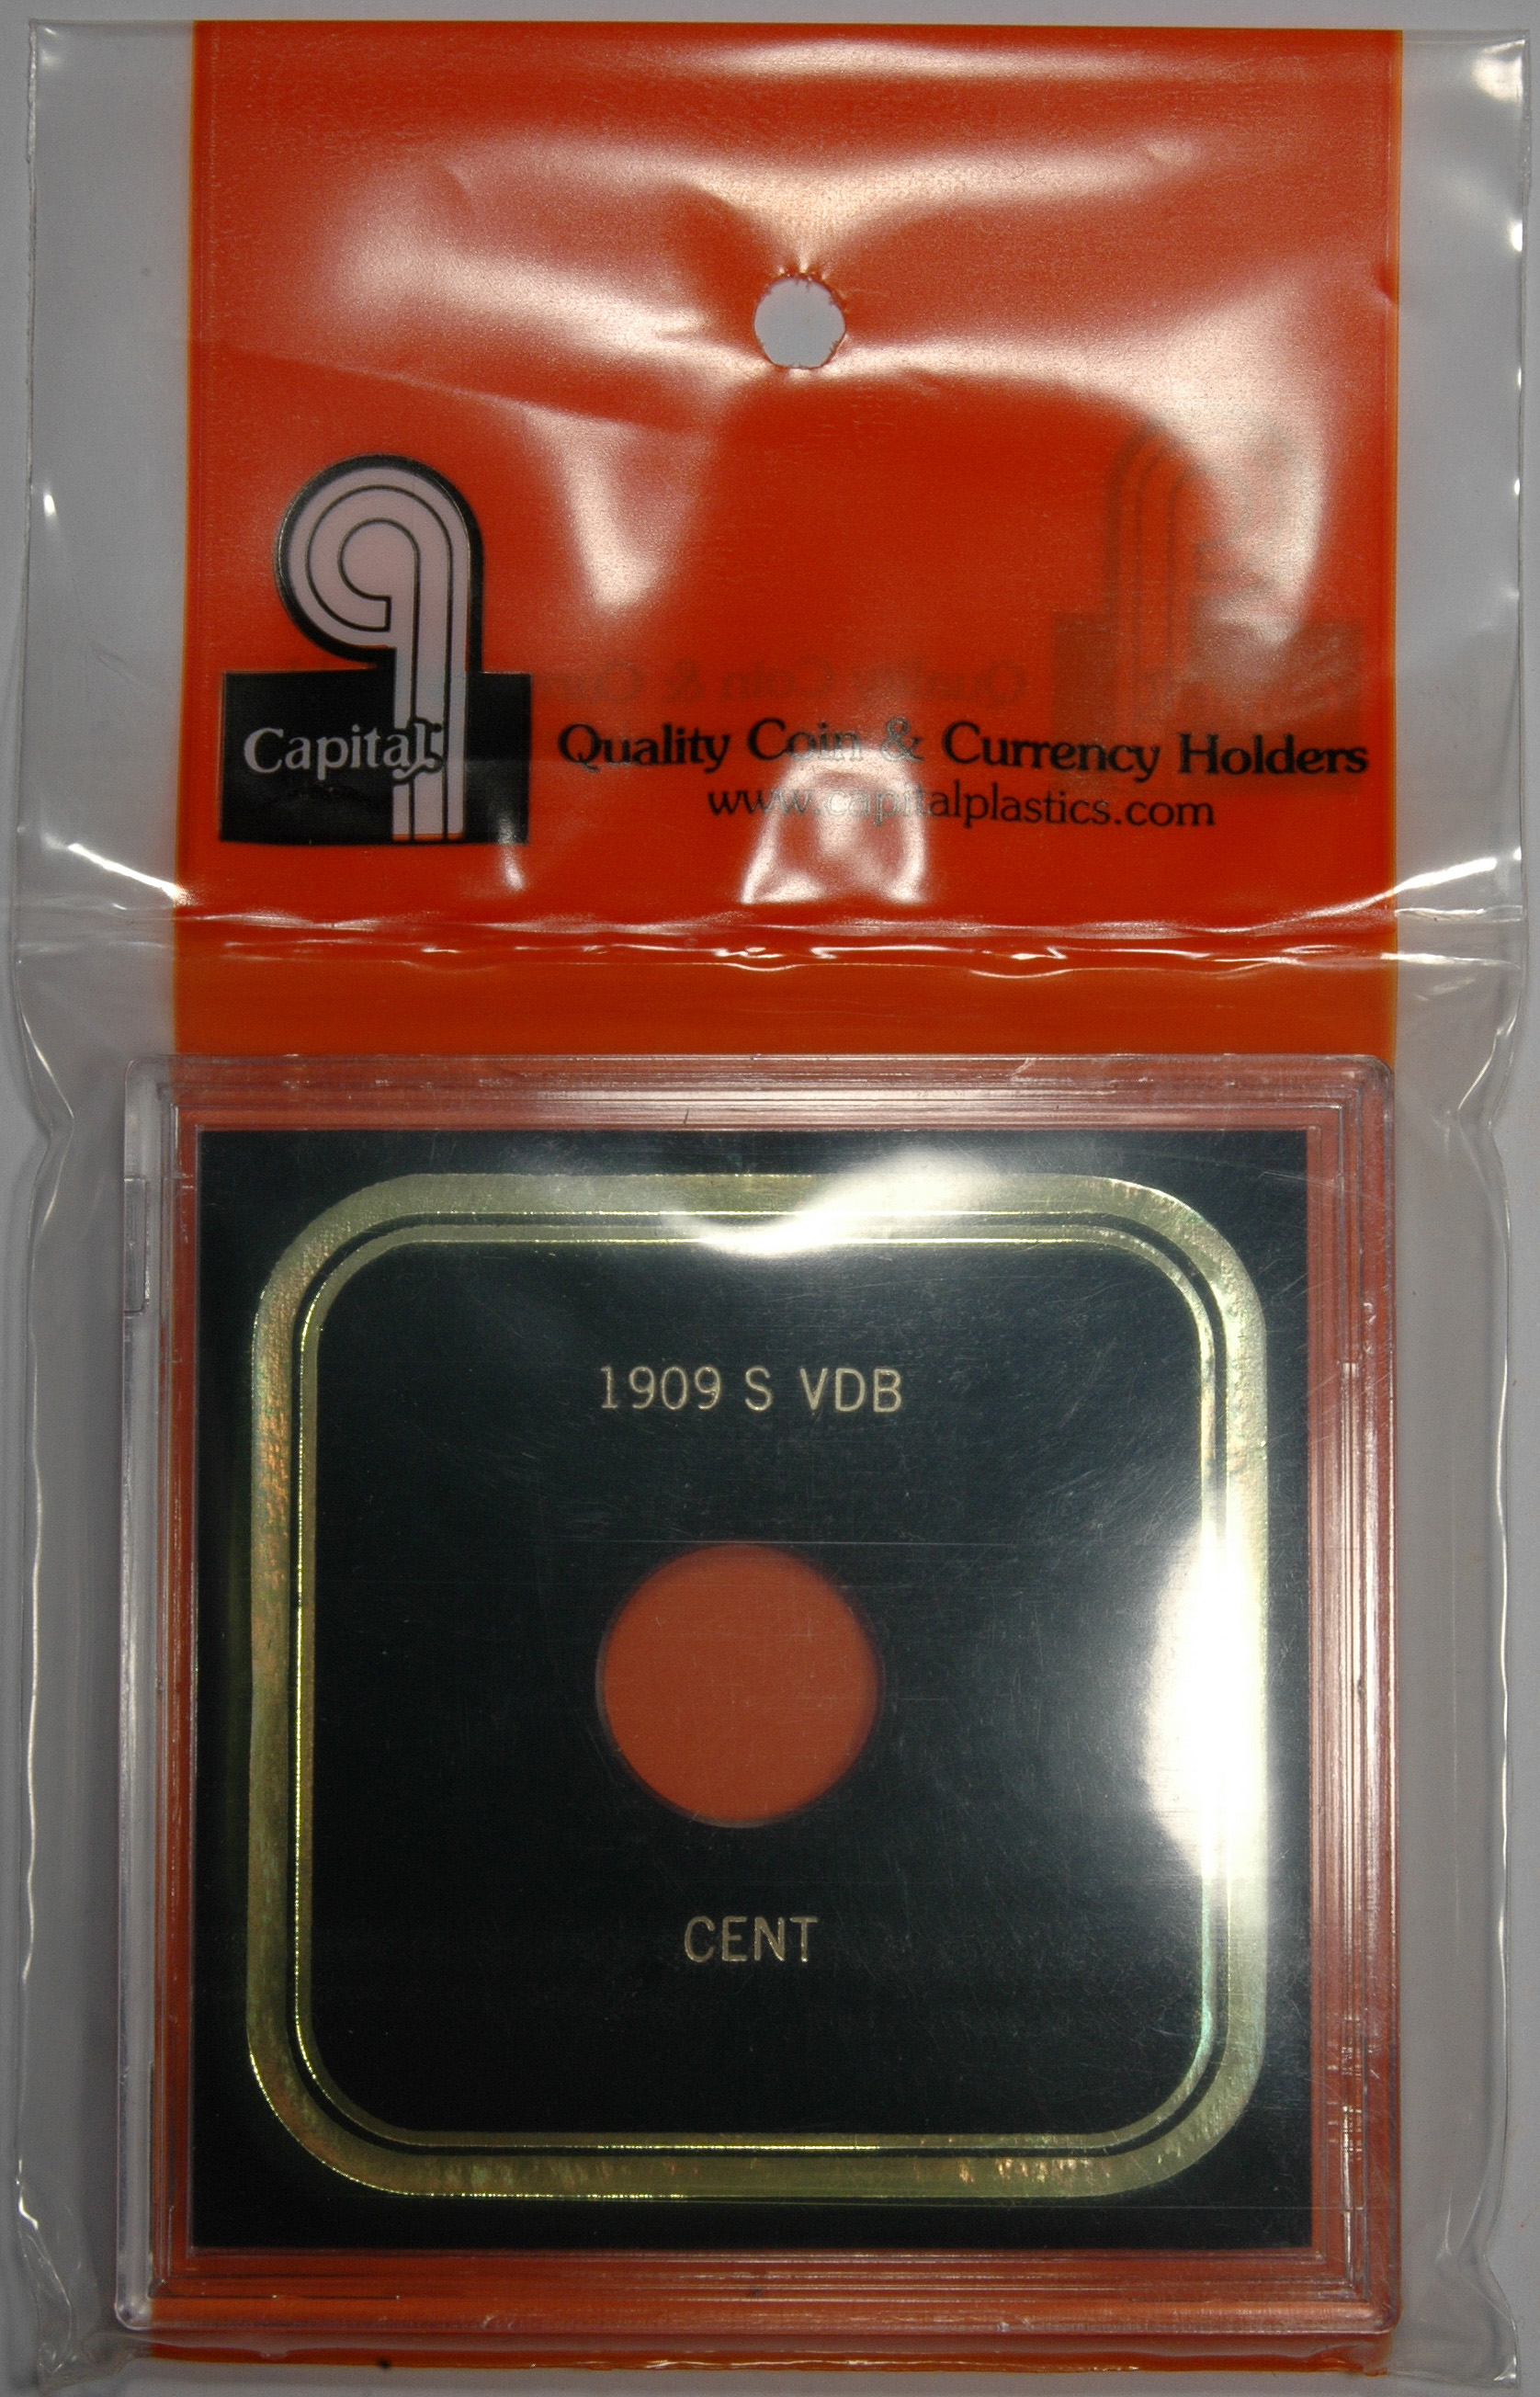 Capital
Quality Coin & Currency Holders
www.capitalplastics.com
1909 S VDB
CENT